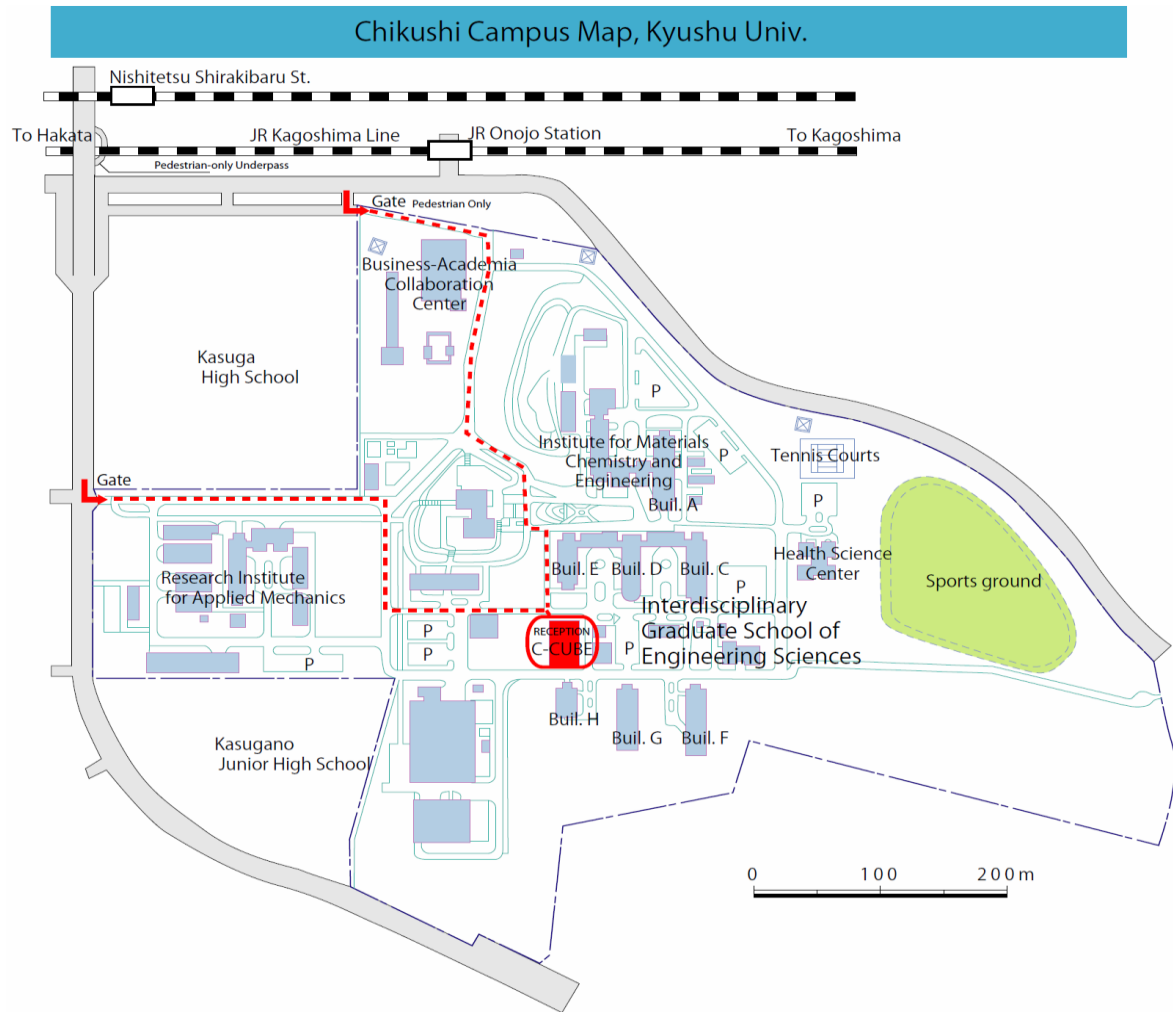 Chikushi Campus Map, Kyushu Univ.
Nishitetsu Shirakibaru St.
To Hakata
JR Kagoshima Line
JR Onojo Station
To Kagoshima
Pedestrian-only Underpass
Gate Pedestrian Only
Business-Academia
Collaboration
Center
Kasuga
High School
P
Institute for Materials
Chemistry and
Engineering
P
Tennis Courts
Gate
Buil. A
P
Health Science
Center
Buil. E
Buil. D
Buil. C
Research Institute
for Applied Mechanics
P
Sports ground
Interdisciplinary
Graduate School of
Engineering Sciences
P
P
RECEPTION
C-CUBE
P
P
Buil. H
Buil. G
Buil. F
Kasugano
Junior High School
0 100 200m